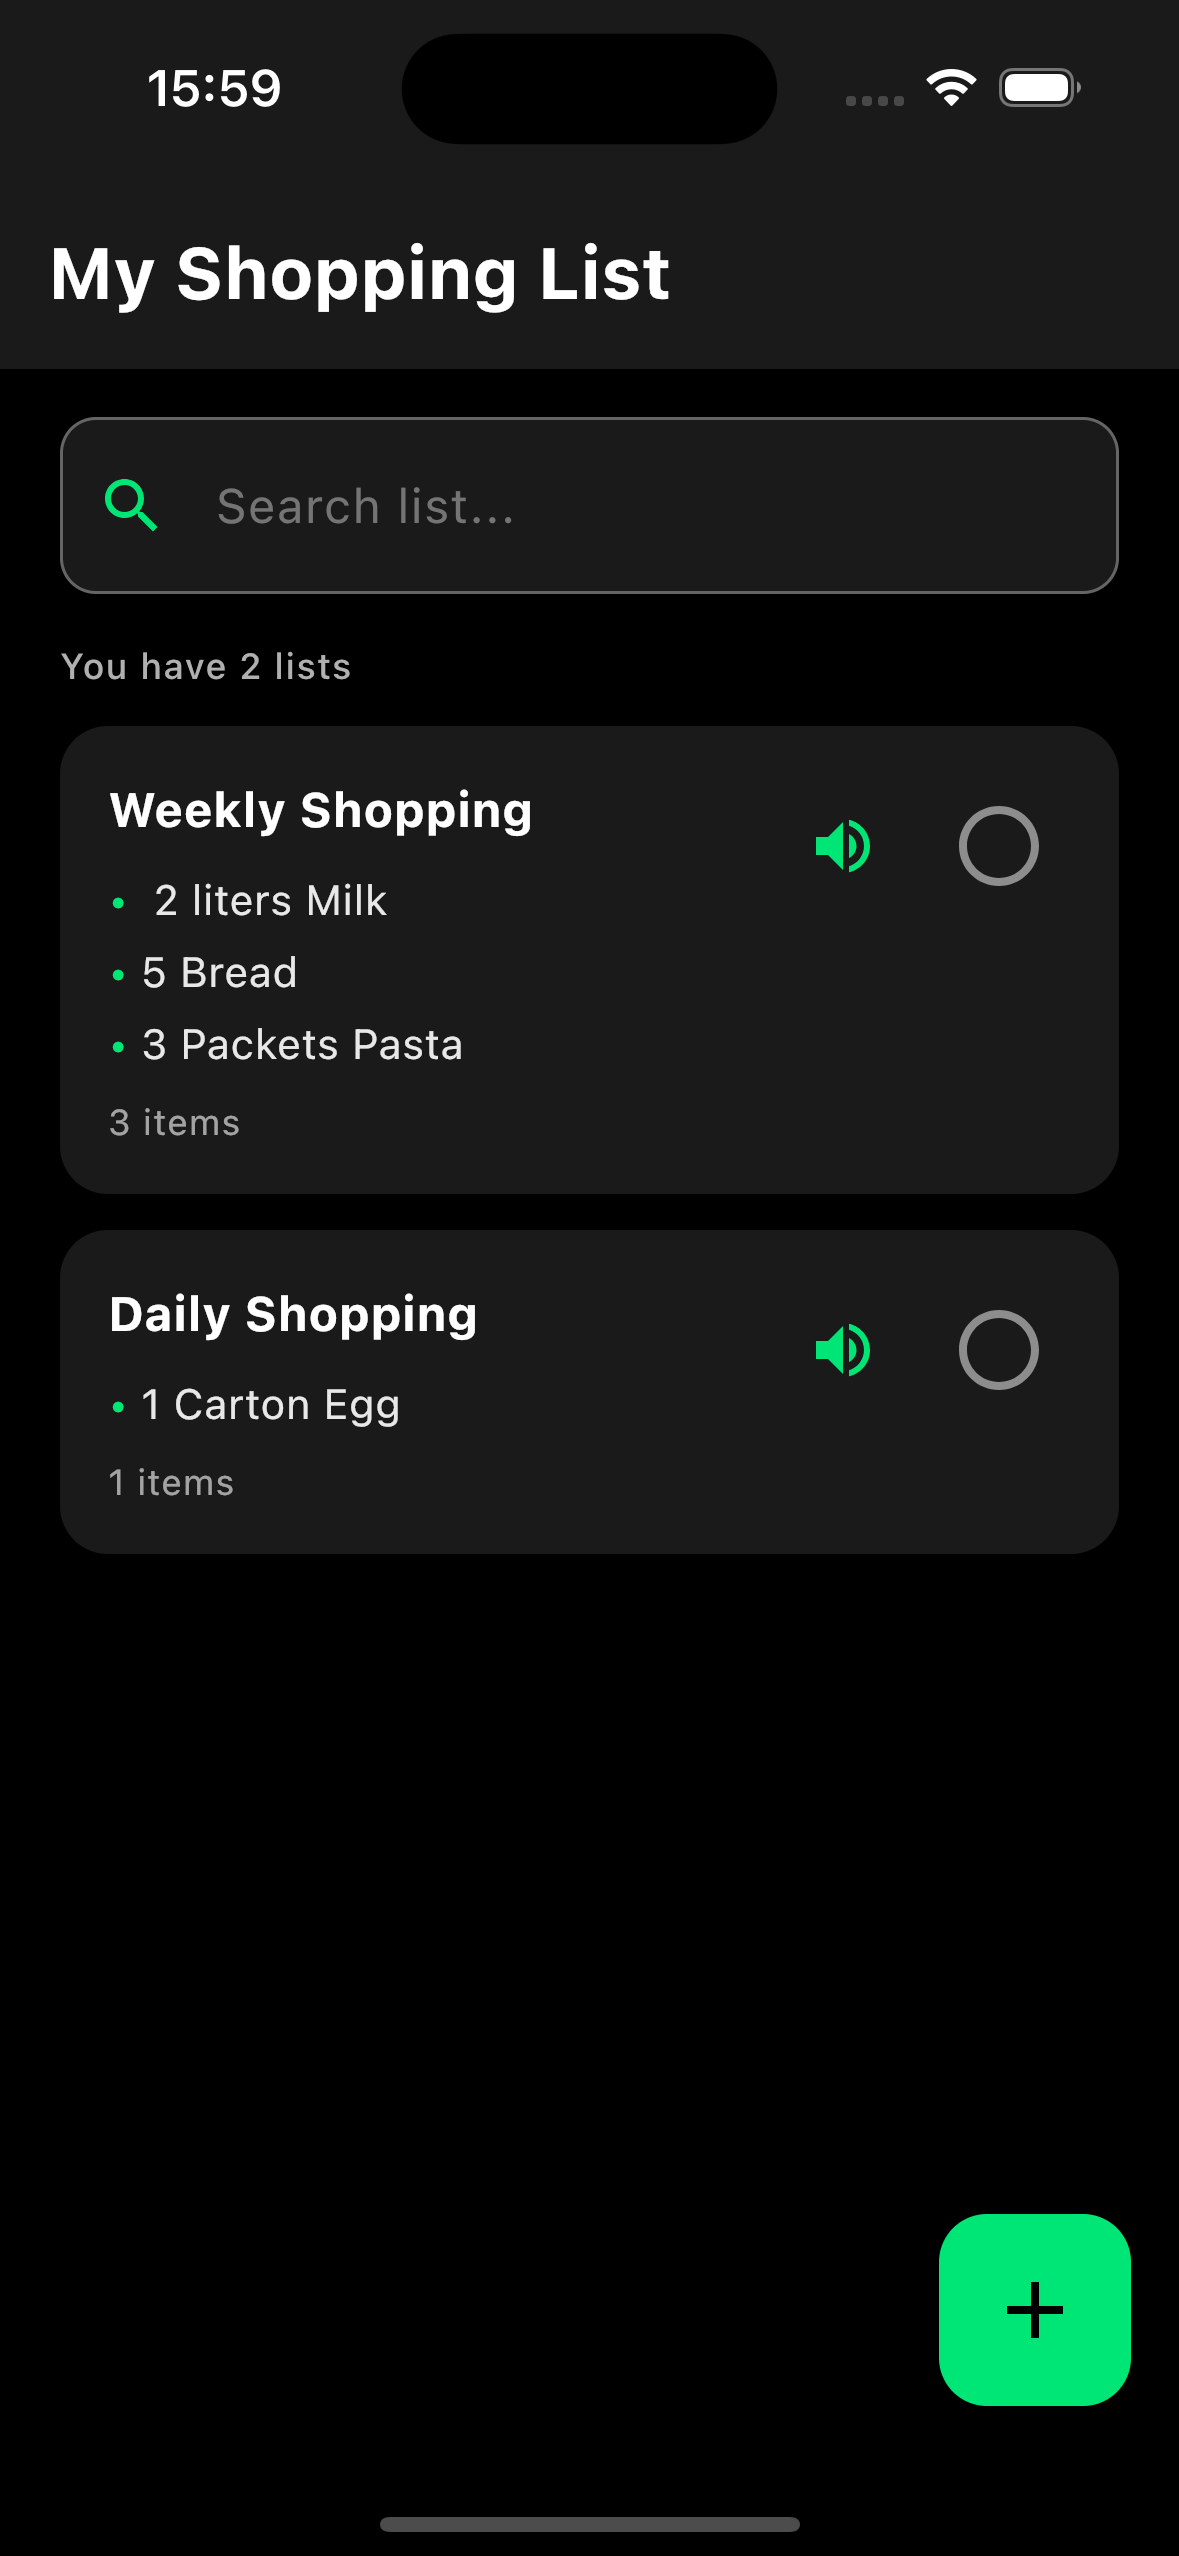 15:59
My Shopping List
Search list...
You have 2 lists
Weekly Shopping
• 2 liters Milk
• 5 Bread
• 3 Packets Pasta
3 items
Daily Shopping
• 1 Carton Egg
1 items